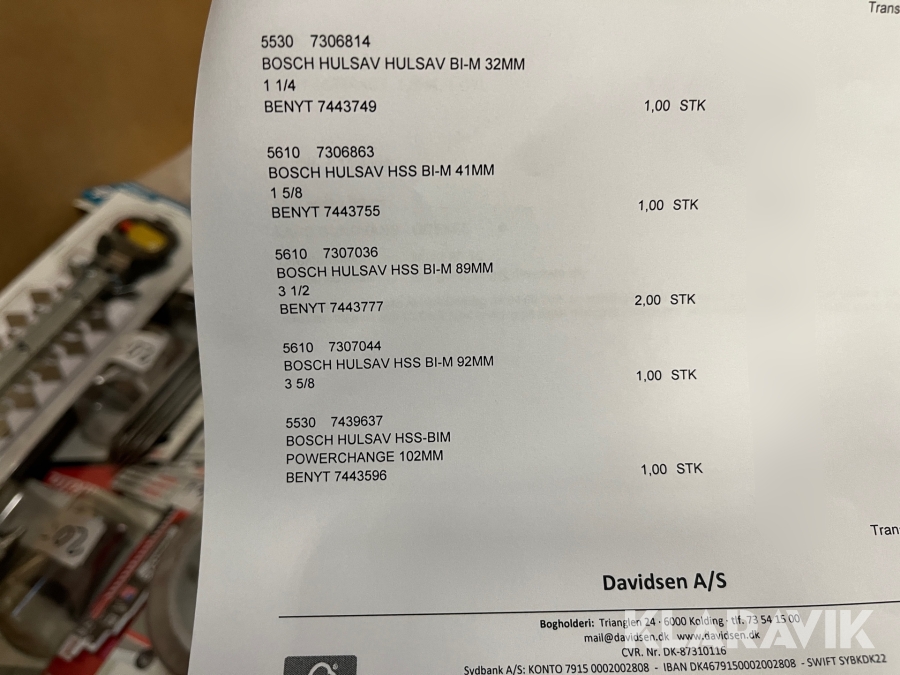 Trans
5530 7306814
BOSCH HULSAV HULSAV BI-M 32MM
1 1/4
BENYT 7443749 1,00 STK
5610 7306863
BOSCH HULSAV HSS BI-M 41MM
1 5/8
BENYT 7443755 1,00 STK
5610 7307036
BOSCH HULSAV HSS BI-M 89MM
3 1/2
BENYT 7443777 2,00 STK
5610 7307044
BOSCH HULSAV HSS BI-M 92MM
3 5/8 1,00 STK
5530 7439637
BOSCH HULSAV HSS-BIM
POWERCHANGE 102MM
BENYT 7443596 1,00 STK
Tran
Davidsen A/S
Bogholderi: Trianglen 24 · 6000 Kolding · tlf. 73 54 15 00
mail@davidsen.dk www.davidsen.dk
CVR. Nr. DK-87310116
Sydbank A/S: KONTO 7915 0002002808 - IBAN DK4679150002002808 - SWIFT SYBKDK22
KLARAVIK